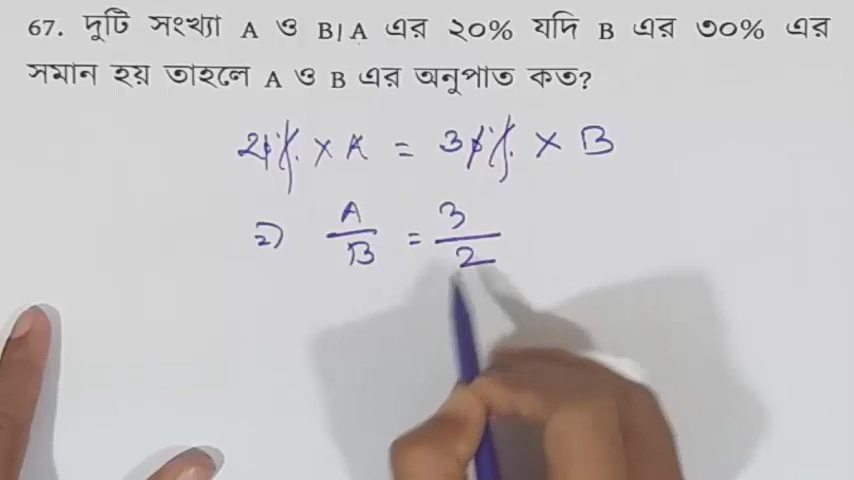 67. দুটি সংখ্যা A ও B। A এর ২০% যদি B এর ৩০% এর
সমান হয় তাহলে A ও B এর অনুপাত কত?
20% × A = 30% × B
⇒ A/B = 3/2